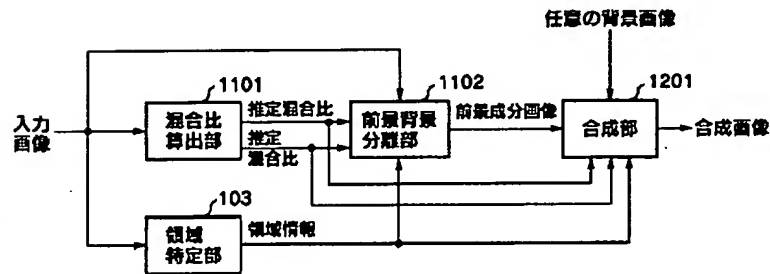 任意の背景画像
1101
1102
1201
入力
画像
混合比
算出部
推定混合比
推定
混合比
前景背景
分離部
前景成分画像
合成部
合成画像
103
領域
特定部
領域情報